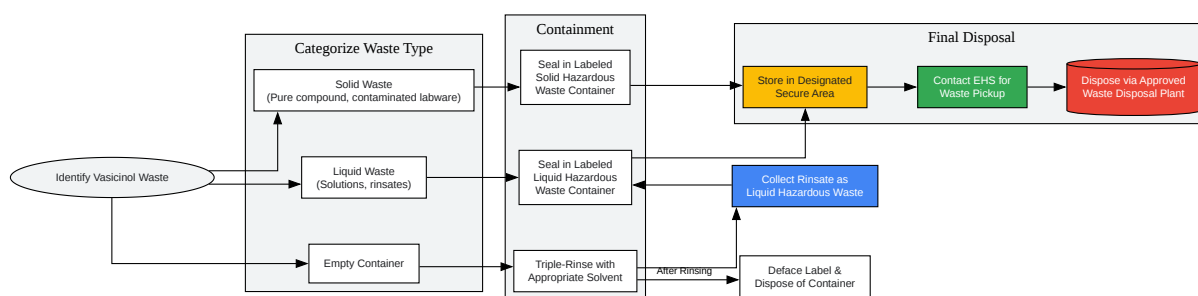 Categorize Waste Type
Containment
Final Disposal
Identify Vasicinol Waste
Solid Waste
(Pure compound, contaminated labware)
Liquid Waste
(Solutions, rinsates)
Empty Container
Seal in Labeled
Solid Hazardous
Waste Container
Seal in Labeled
Liquid Hazardous
Waste Container
Triple-Rinse with
Appropriate Solvent
Store in Designated
Secure Area
Contact EHS for
Waste Pickup
Dispose via Approved
Waste Disposal Plant
Collect Rinsate as
Liquid Hazardous Waste
After Rinsing
Deface Label &
Dispose of Container